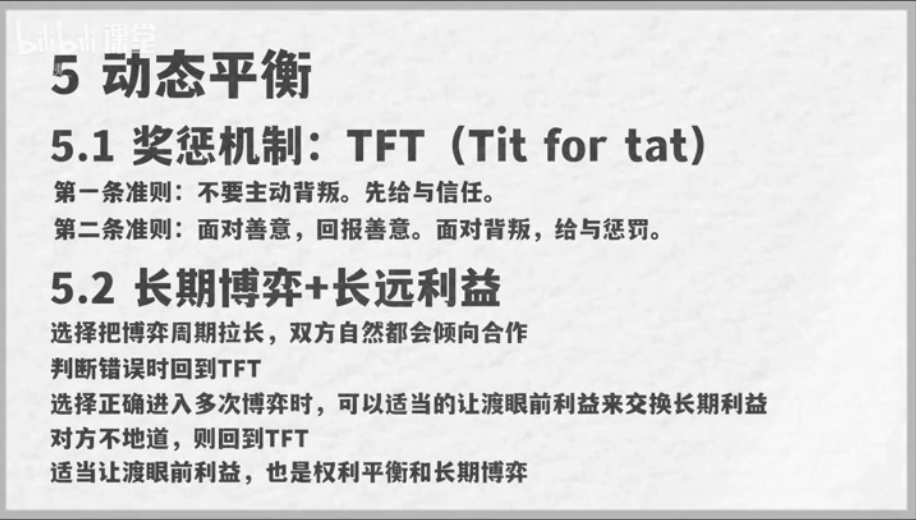 bilibili 课堂
5 动态平衡
5.1 奖惩机制：TFT（Tit for tat）
第一条准则：不要主动背叛。先给与信任。
第二条准则：面对善意，回报善意。面对背叛，给与惩罚。
5.2 长期博弈+长远利益
选择把博弈周期拉长，双方自然都会倾向合作
判断错误时回到TFT
选择正确进入多次博弈时，可以适当的让渡眼前利益来交换长期利益
对方不地道，则回到TFT
适当让渡眼前利益，也是权利平衡和长期博弈